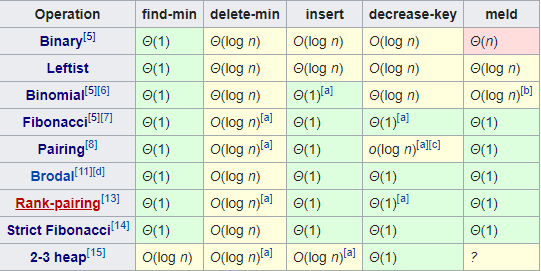 Operation find-min delete-min insert decrease-key meld
Binary[5] Θ(1) Θ(log n) O(log n) O(log n) Θ(n)
Leftist Θ(1) Θ(log n) Θ(log n) O(log n) Θ(log n)
Binomial[5][6] Θ(1) Θ(log n) Θ(1)[a] Θ(log n) O(log n)[b]
Fibonacci[5][7] Θ(1) O(log n)[a] Θ(1) Θ(1)[a] Θ(1)
Pairing[8] Θ(1) O(log n)[a] Θ(1) o(log n)[a][c] Θ(1)
Brodal[11][d] Θ(1) O(log n) Θ(1) Θ(1) Θ(1)
Rank-pairing[13] Θ(1) O(log n)[a] Θ(1) Θ(1)[a] Θ(1)
Strict Fibonacci[14] Θ(1) O(log n) Θ(1) Θ(1) Θ(1)
2-3 heap[15] O(log n) O(log n)[a] O(log n)[a] Θ(1) ?